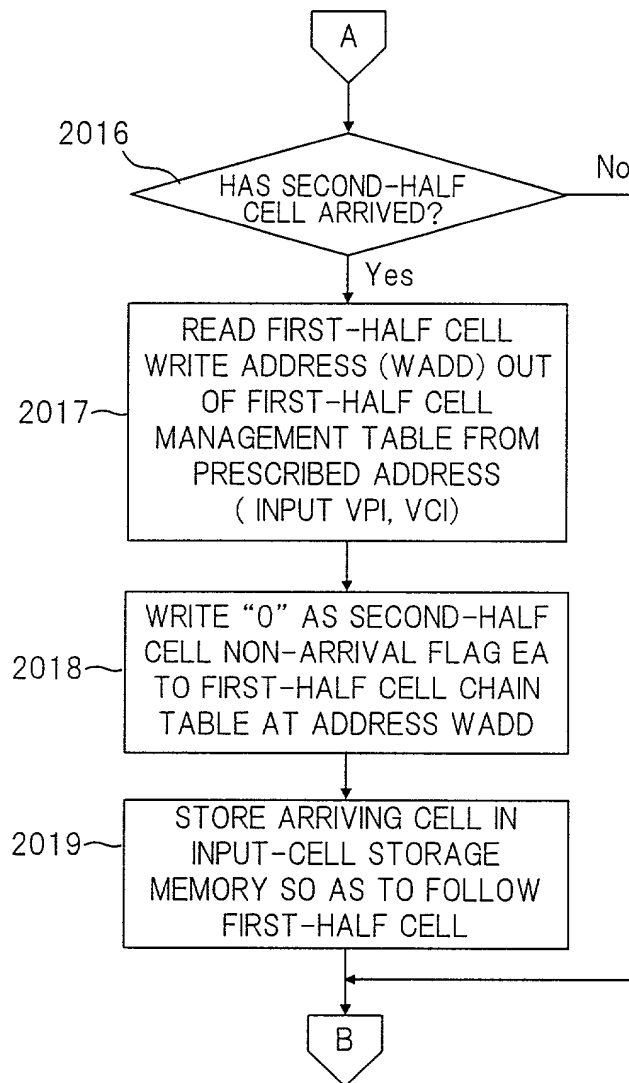 A
2016
HAS SECOND-HALF
CELL ARRIVED?
No
Yes
READ FIRST-HALF CELL
WRITE ADDRESS (WADD) OUT
OF FIRST-HALF CELL
2017
MANAGEMENT TABLE FROM
PRESCRIBED ADDRESS
( INPUT VPI, VCI)
WRITE “0” AS SECOND-HALF
CELL NON-ARRIVAL FLAG EA
2018
TO FIRST-HALF CELL CHAIN
TABLE AT ADDRESS WADD
STORE ARRIVING CELL IN
2019
INPUT-CELL STORAGE
MEMORY SO AS TO FOLLOW
FIRST-HALF CELL
B